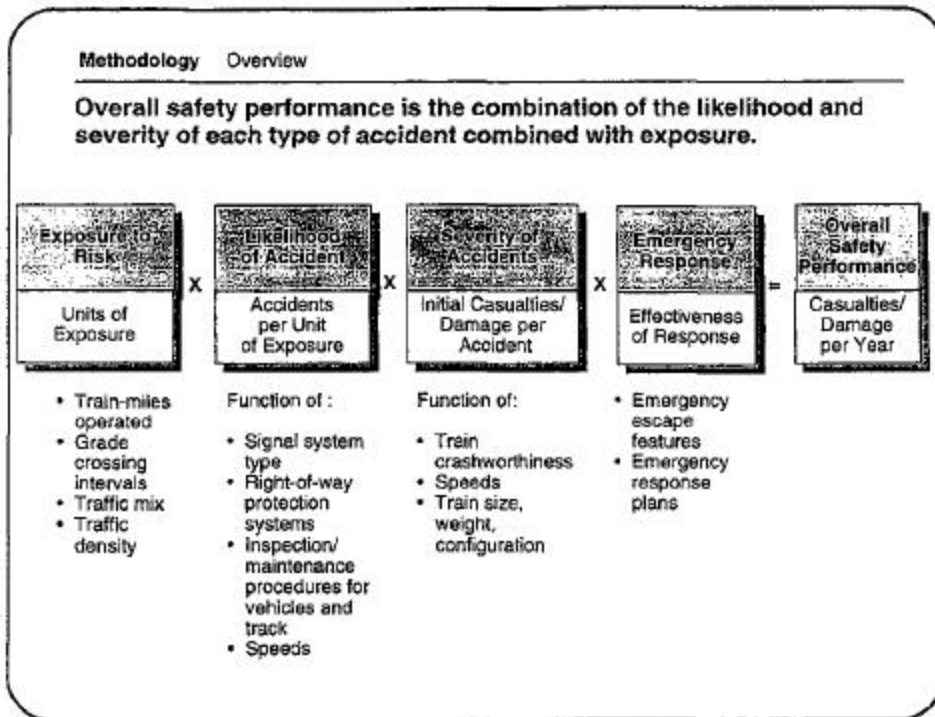 Methodology Overview
Overall safety performance is the combination of the likelihood and
severity of each type of accident combined with exposure.
Exposure to
Risk
Units of
Exposure
x
Likelihood
of Accident
Accidents
per Unit
of Exposure
x
Severity of
Accidents
Initial Casualties/
Damage per
Accident
x
Emergency
Response
Effectiveness
of Response
=
Overall
Safety
Performance
Casualties/
Damage
per Year
• Train-miles
operated
• Grade
crossing
intervals
• Traffic mix
• Traffic
density
Function of :
• Signal system
type
• Right-of-way
protection
systems
• Inspection/
maintenance
procedures for
vehicles and
track
• Speeds
Function of:
• Train
crashworthiness
• Speeds
• Train size,
weight,
configuration
• Emergency
escape
features
• Emergency
response
plans